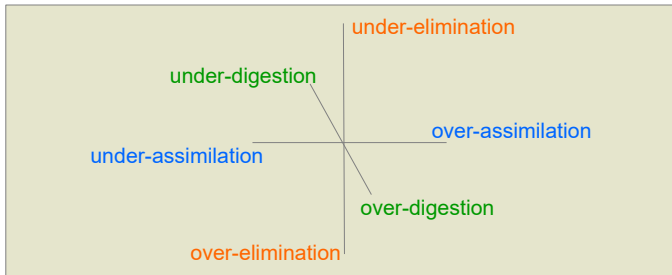 under-elimination
under-digestion
over-assimilation
under-assimilation
over-digestion
over-elimination